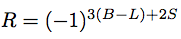 R = (−1)^{3(B−L)+2S}